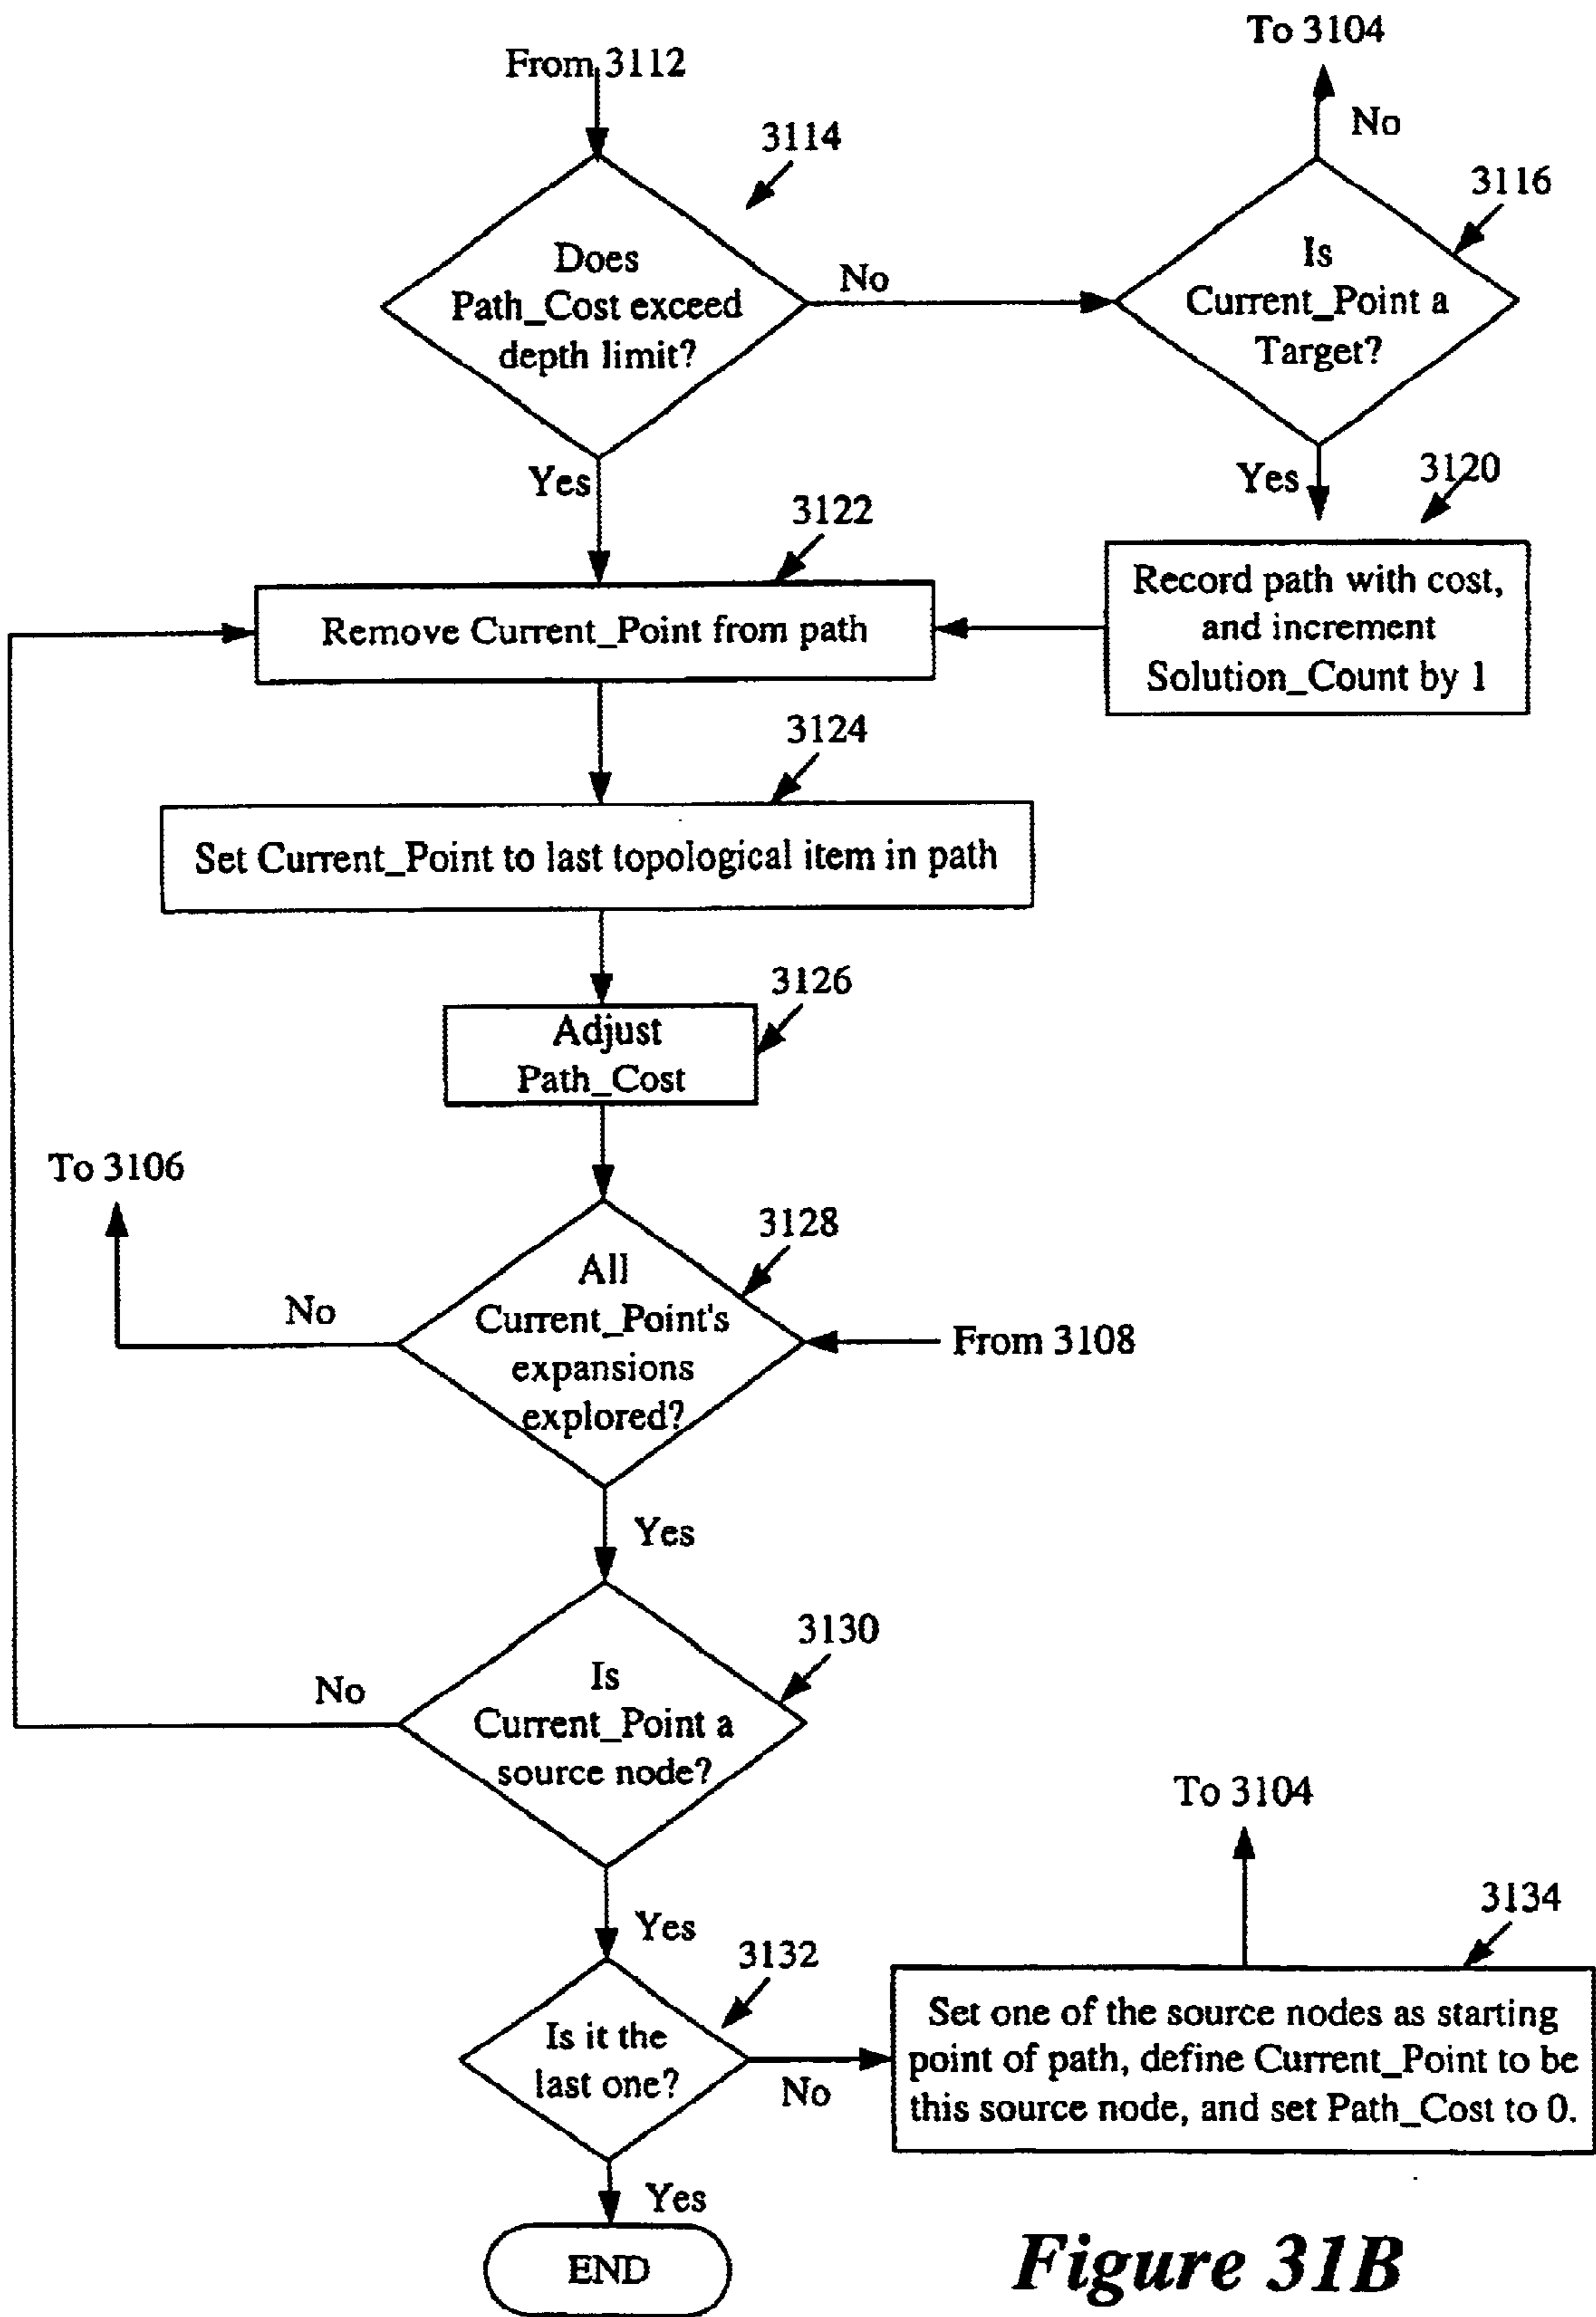 To 3104
From 3112
No
3114
3116
Does
Path_Cost exceed
depth limit?
No
Is
Current_Point a
Target?
Yes
Yes
3120
3122
Remove Current_Point from path
Record path with cost,
and increment
Solution_Count by 1
3124
Set Current_Point to last topological item in path
3126
Adjust
Path_Cost
To 3106
3128
All
Current_Point's
expansions
explored?
No
From 3108
Yes
3130
Is
Current_Point a
source node?
No
To 3104
Yes
3132
3134
Is it the
last one?
No
Set one of the source nodes as starting
point of path, define Current_Point to be
this source node, and set Path_Cost to 0.
Yes
END
Figure 31B